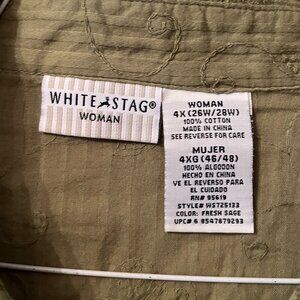 WHITE STAG®
WOMAN
WOMAN
4X (26W/28W)
100% COTTON
MADE IN CHINA
SEE REVERSE FOR CARE
MUJER
4XG (46/48)
100% ALGODON
HECHO EN CHINA
VE EL REVERSO PARA
EL CUIDADO
RN# 95619
STYLE# WS725133
COLOR: FRESH SAGE
UPC# 6 8547879293